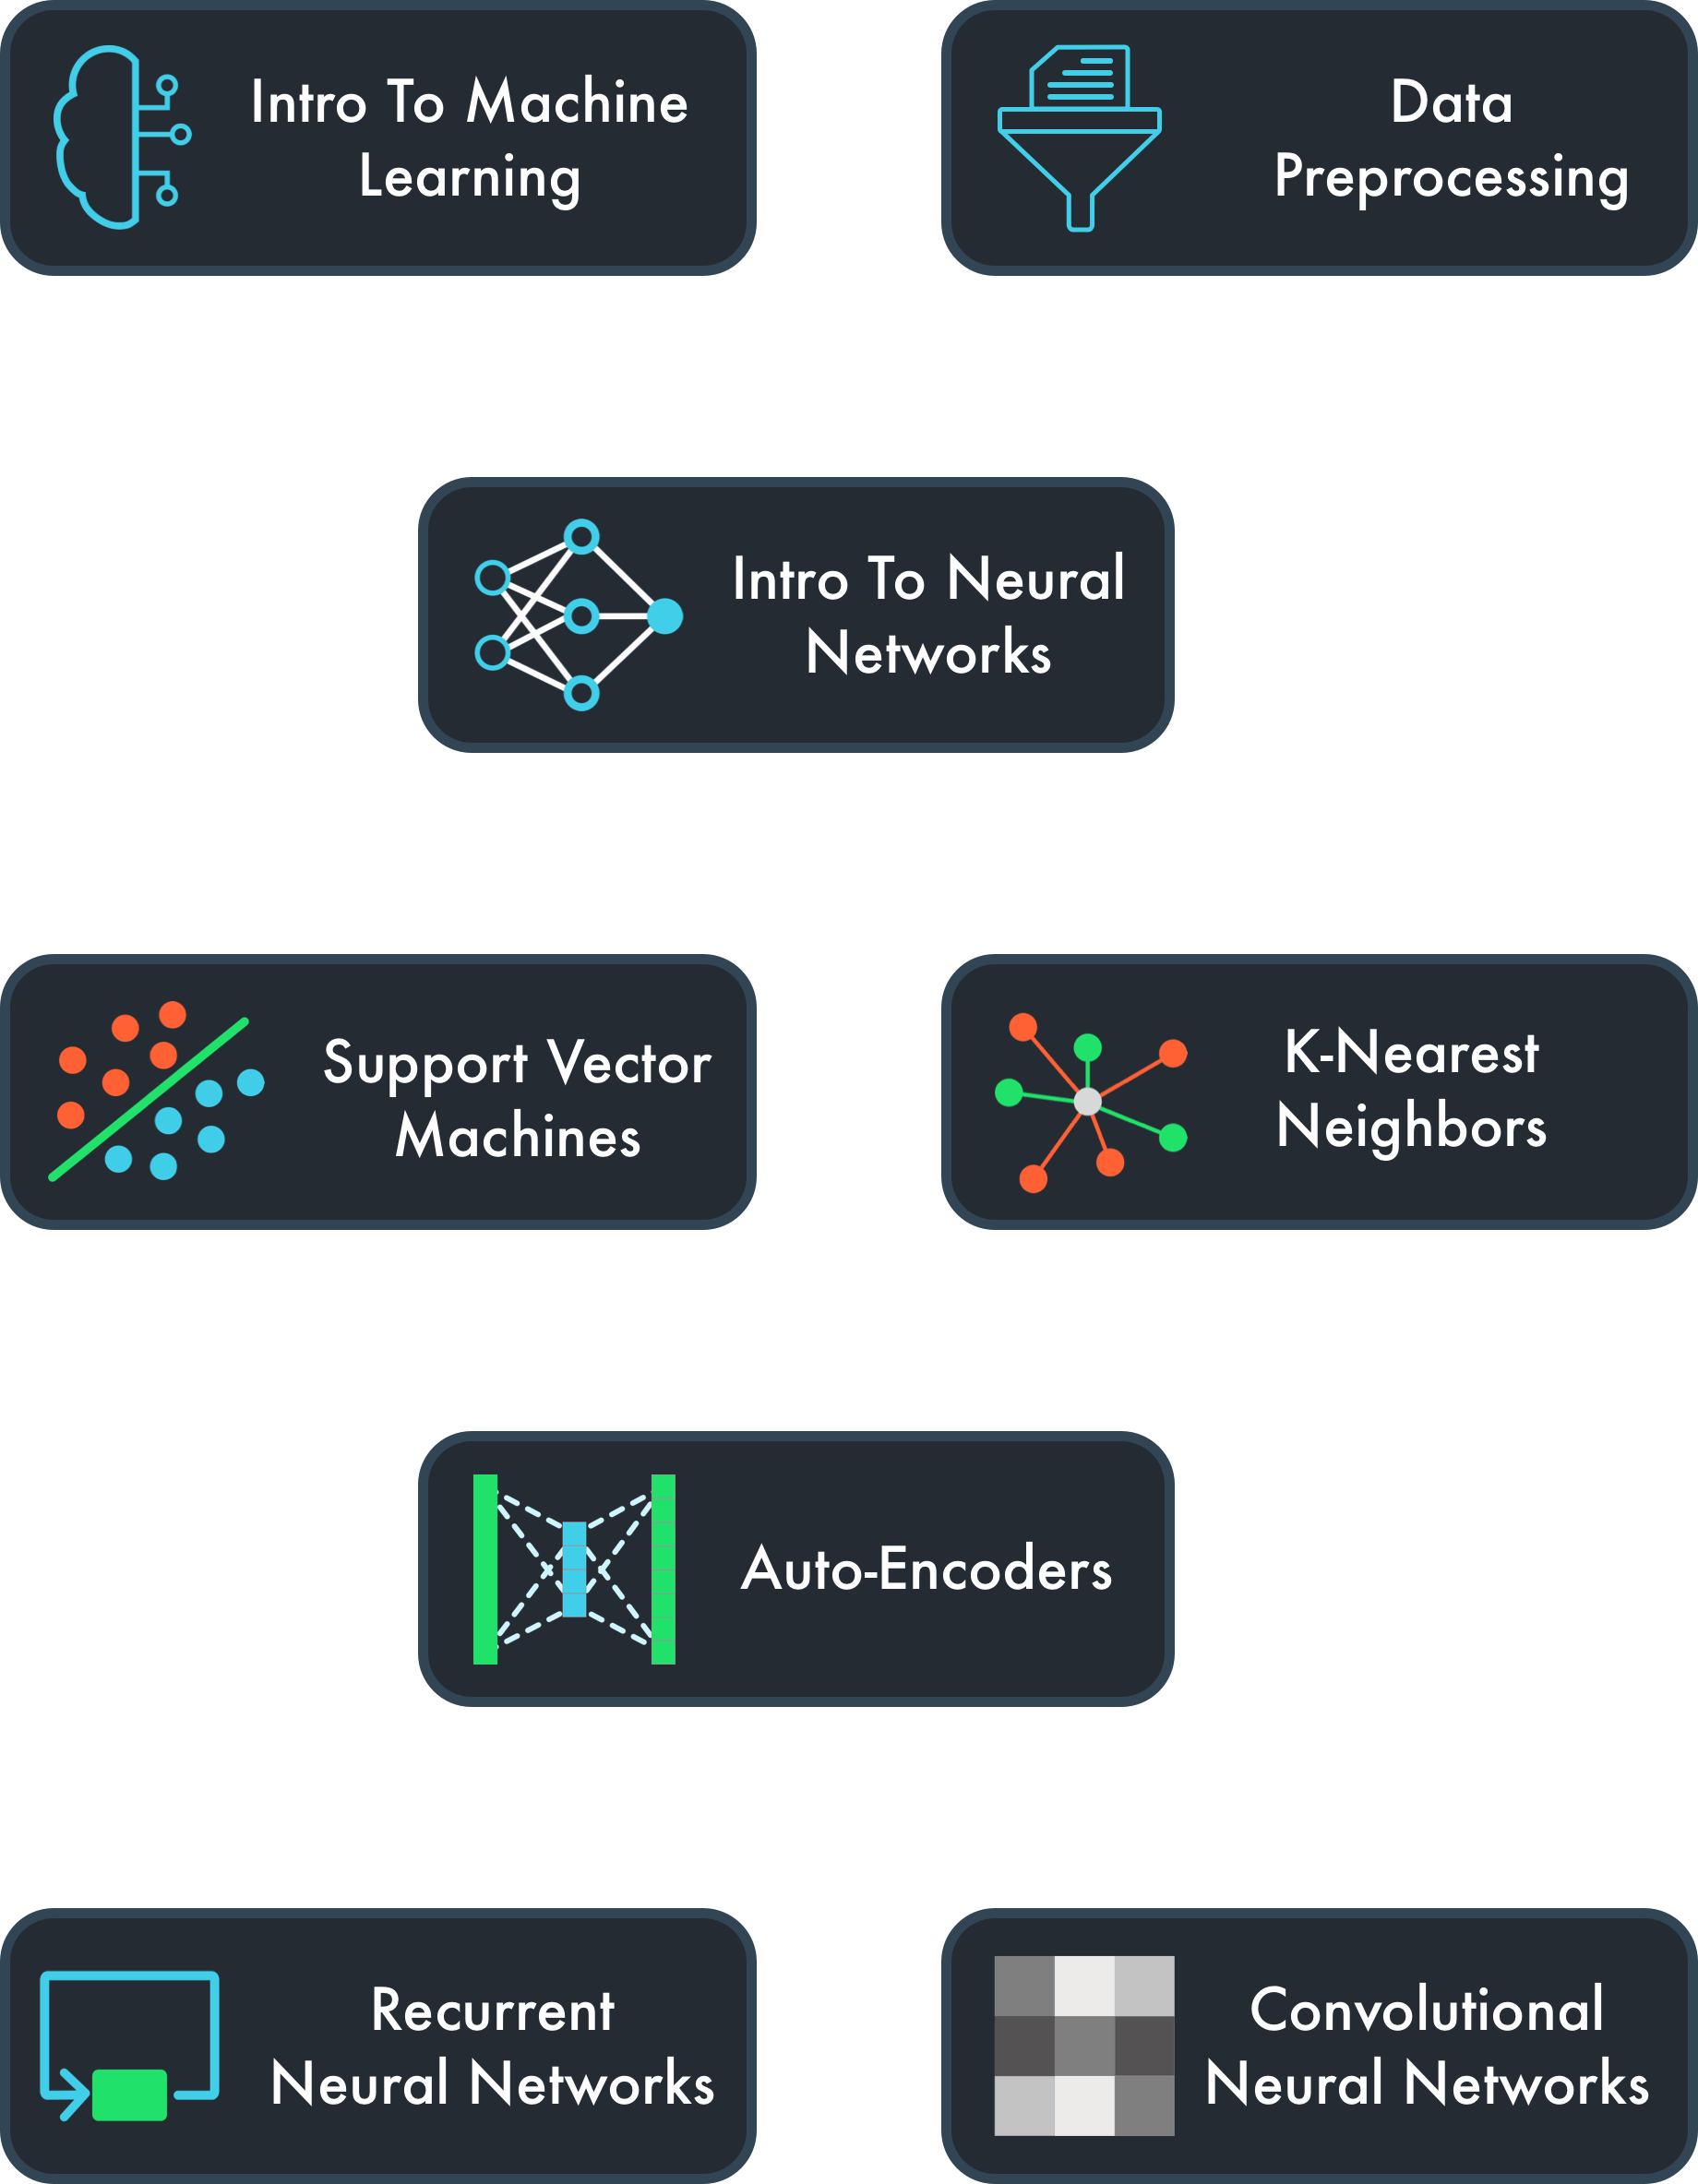 Intro To Machine
Learning
Data
Preprocessing
Intro To Neural
Networks
Support Vector
Machines
K-Nearest
Neighbors
Auto-Encoders
Recurrent
Neural Networks
Convolutional
Neural Networks